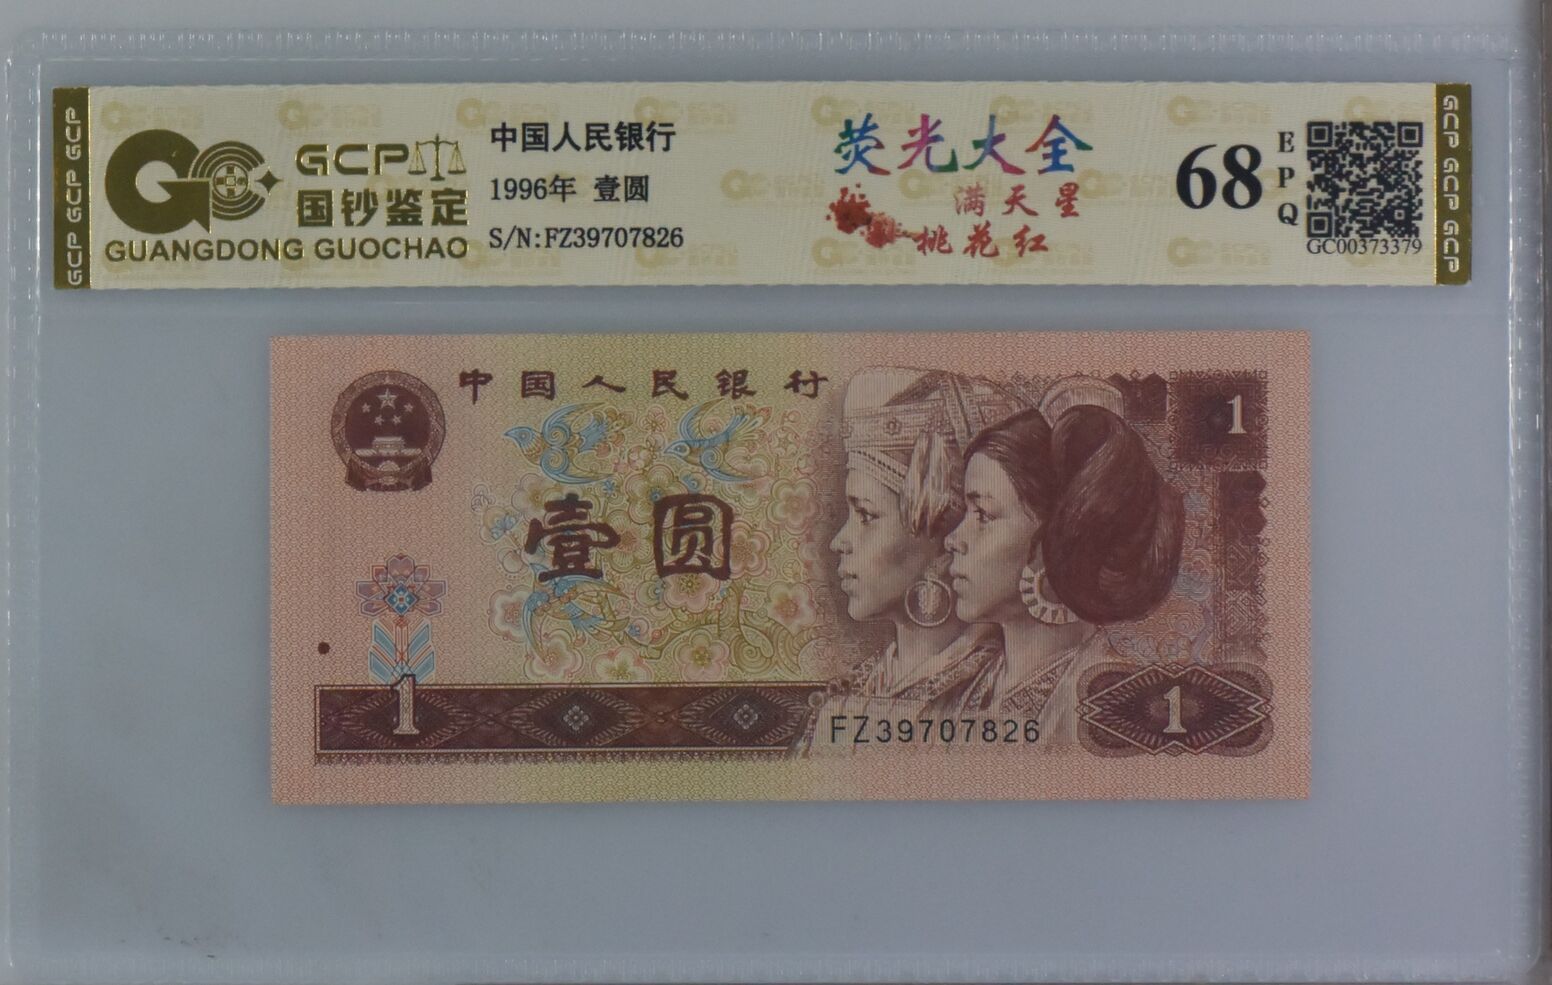 GCP GCP GCP
GCP
国钞鉴定
GUANGDONG GUOCHAO
中国人民银行
1996年 壹圆
S/N:FZ39707826
荧光大全
满天星
桃花红
68
EPQ
GC00373379
GCP GCP GCP
中国人民银行
1
壹圆
1
FZ39707826
1